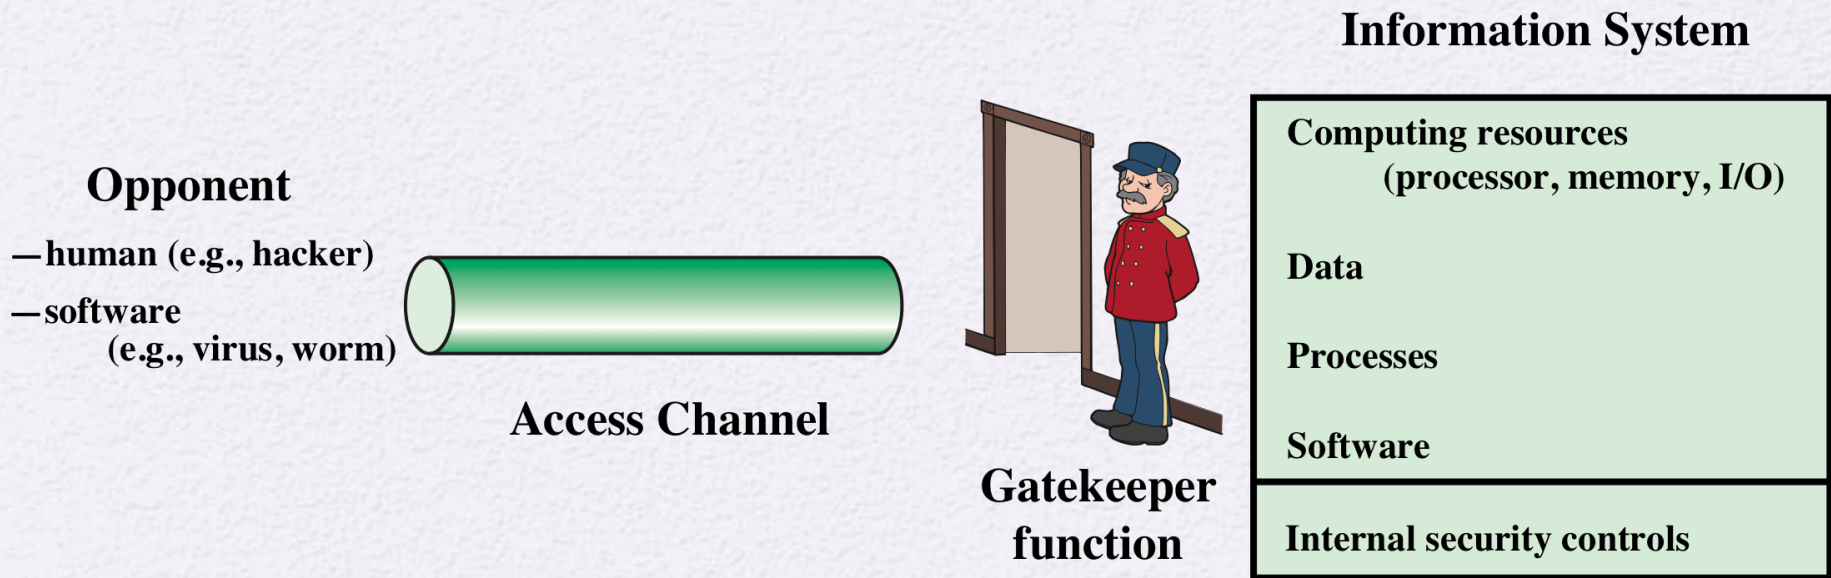 Information System
Opponent
—human (e.g., hacker)
—software
(e.g., virus, worm)
Access Channel
Gatekeeper
function
Computing resources
(processor, memory, I/O)
Data
Processes
Software
Internal security controls